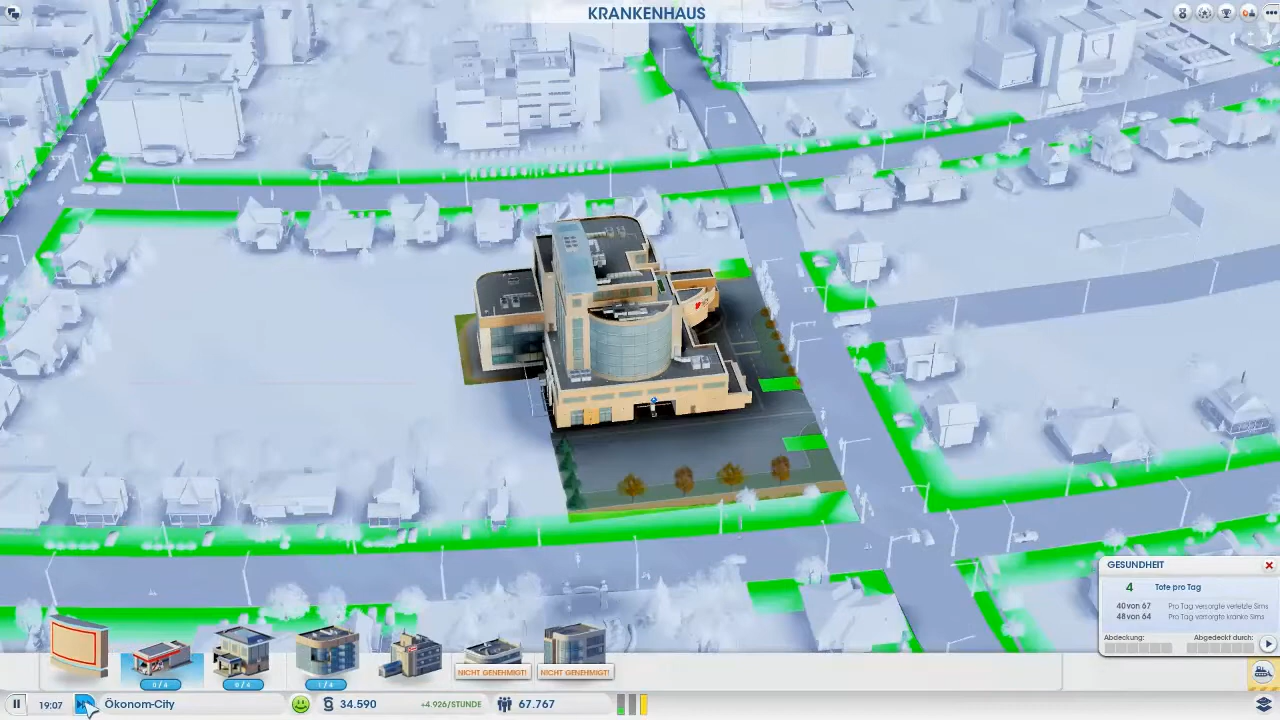 KRANKENHAUS
GESUNDHEIT
4 Tote pro Tag
40 von 67 Pro Tag versorgte verletzte Sims
48 von 64 Pro Tag versorgte kranke Sims
Abdeckung: Abgedeckt durch:
0 / 4 0 / 4 1 / 4 NICHT GENEHMIGT! NICHT GENEHMIGT!
19:07 Ökonom-City 34.590 +4.926/STUNDE 67.767